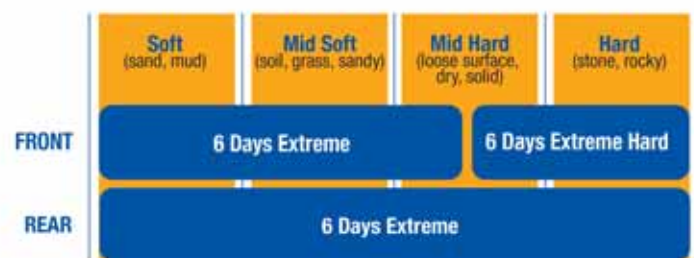 Soft
(sand, mud)
Mid Soft
(soil, grass, sandy)
Mid Hard
(loose surface,
dry, solid)
Hard
(stone, rocky)
FRONT
6 Days Extreme
6 Days Extreme Hard
REAR
6 Days Extreme